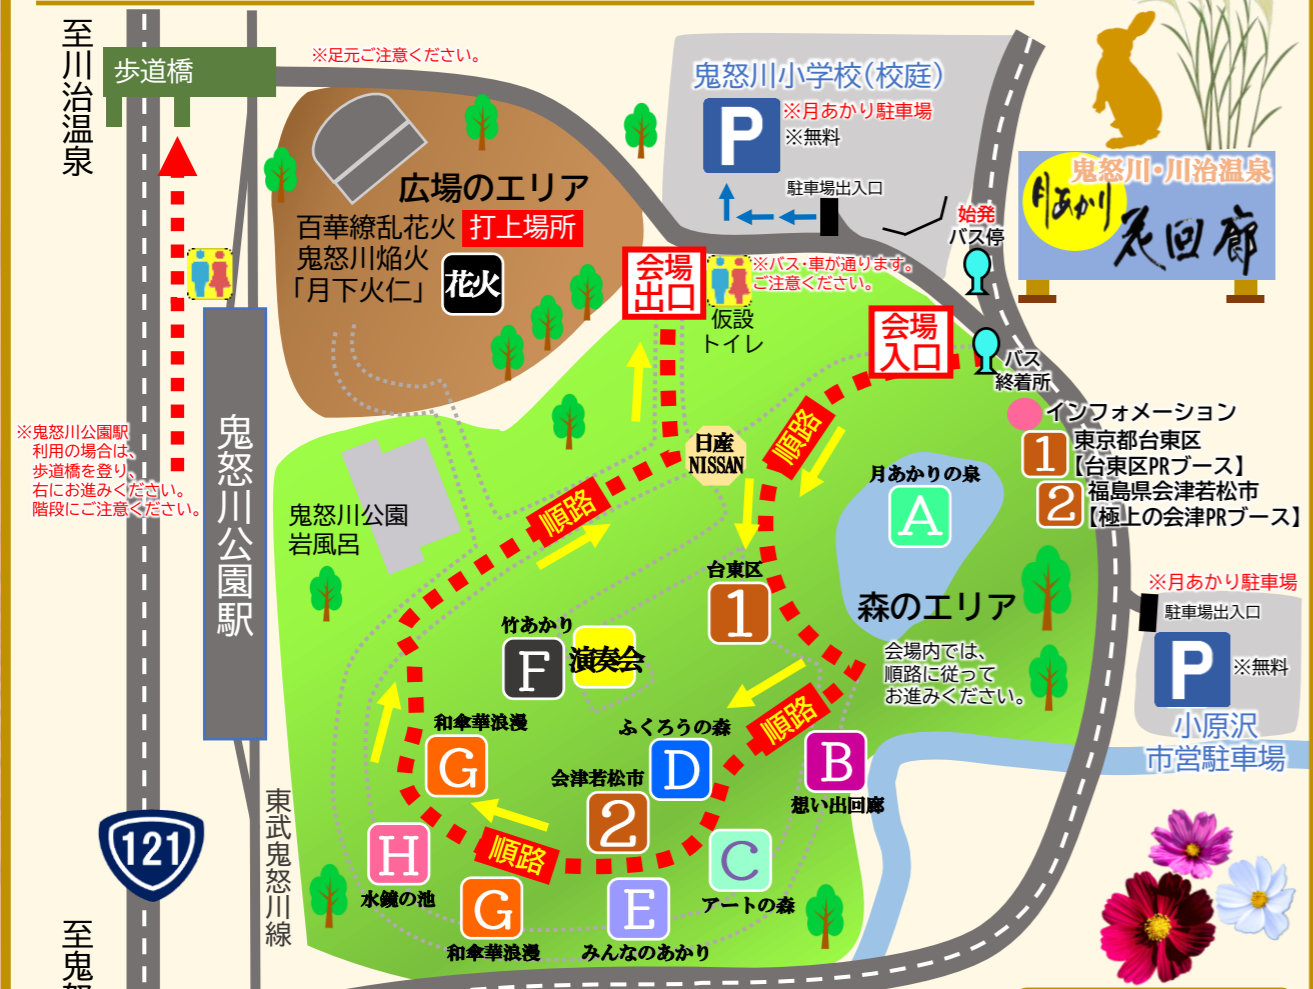 至川治温泉
歩道橋
※足元ご注意ください。
鬼怒川小学校(校庭)
P
※月あかり駐車場
※無料
駐車場出入口
始発
バス停
鬼怒川・川治温泉
月あかり
花回廊
広場のエリア
百華繚乱花火 打上場所
鬼怒川焔火
「月下火仁」
花火
会場
出口
※バス・車が通ります。
ご注意ください。
仮設
トイレ
会場
入口
バス
終着所
インフォメーション
1
東京都台東区
【台東区PRブース】
2
福島県会津若松市
【極上の会津PRブース】
※鬼怒川公園駅
利用の場合は、
歩道橋を登り、
右にお進みください。
階段にご注意ください。
鬼怒川公園駅
日産
NISSAN
順路
月あかりの泉
A
鬼怒川公園
岩風呂
順路
台東区
1
森のエリア
会場内では、
順路に従って
お進みください。
※月あかり駐車場
駐車場出入口
P
※無料
小原沢
市営駐車場
竹あかり
F
演奏会
和傘華浪漫
G
ふくろうの森
D
順路
B
想い出回廊
会津若松市
2
東武鬼怒川線
121
H
水鏡の池
順路
G
和傘華浪漫
E
みんなのあかり
C
アートの森
至鬼怒